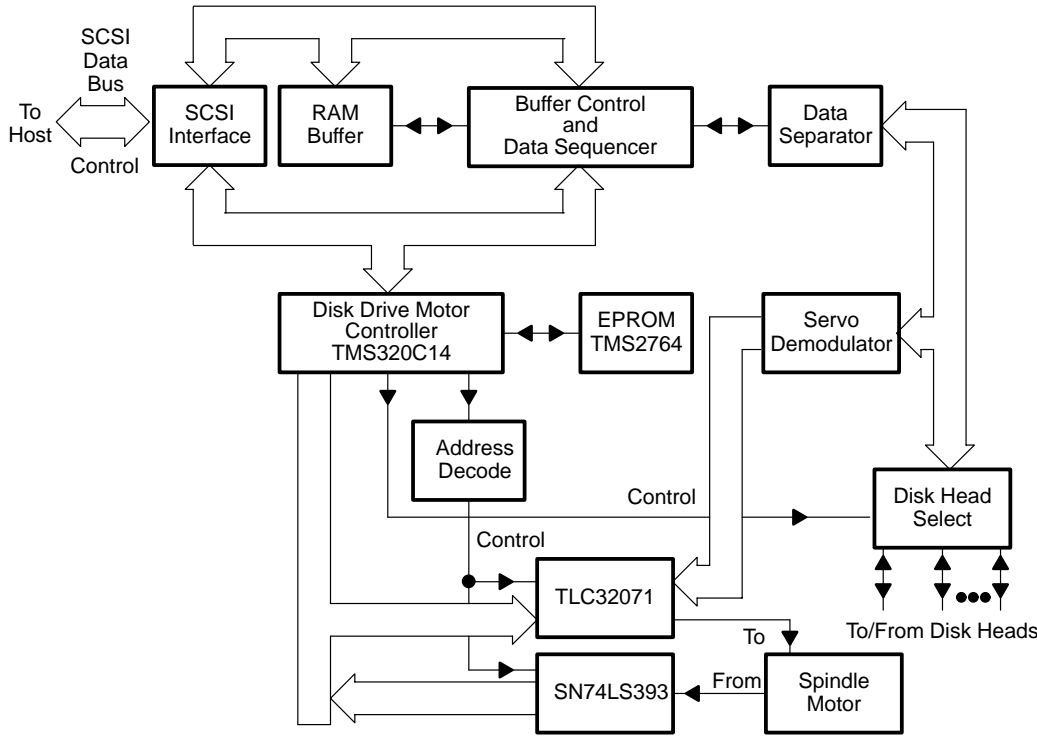 SCSI
Data
Bus
To
Host
Control
SCSI
Interface
RAM
Buffer
Buffer Control
and
Data Sequencer
Data
Separator
Disk Drive Motor
Controller
TMS320C14
EPROM
TMS2764
Servo
Demodulator
Address
Decode
Control
Disk Head
Select
Control
TLC32071
To/From Disk Heads
To
SN74LS393
From
Spindle
Motor